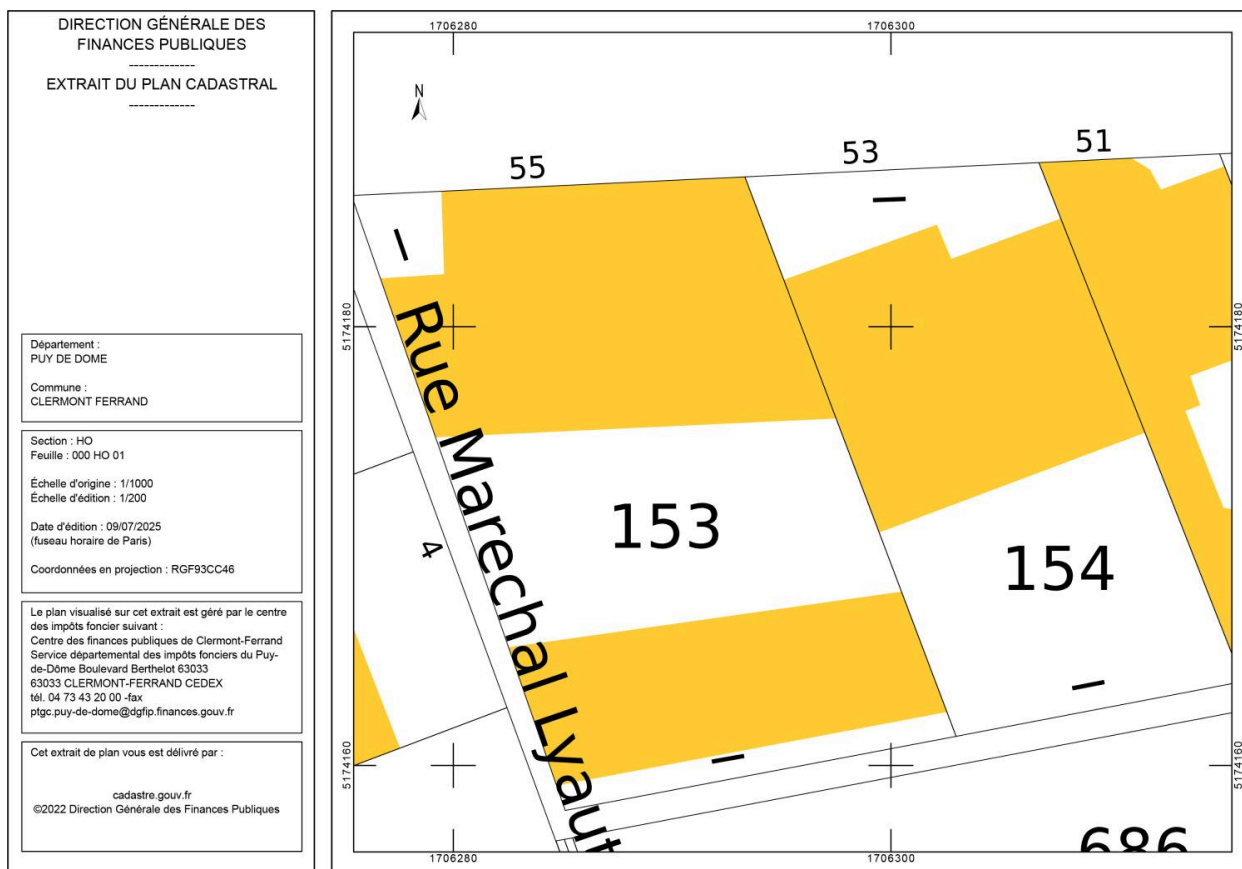 DIRECTION GÉNÉRALE DES
FINANCES PUBLIQUES
-------------
EXTRAIT DU PLAN CADASTRAL
-------------
Département :
PUY DE DOME
Commune :
CLERMONT FERRAND
Section : HO
Feuille : 000 HO 01
Échelle d'origine : 1/1000
Échelle d'édition : 1/200
Date d'édition : 09/07/2025
(fuseau horaire de Paris)
Coordonnées en projection : RGF93CC46
Le plan visualisé sur cet extrait est géré par le centre
des impôts foncier suivant :
Centre des finances publiques de Clermont-Ferrand
Service départemental des impôts fonciers du Puy-
de-Dôme Boulevard Berthelot 63033
63033 CLERMONT-FERRAND CEDEX
tél. 04 73 43 20 00 -fax
ptgc.puy-de-dome@dgfip.finances.gouv.fr
Cet extrait de plan vous est délivré par :
cadastre.gouv.fr
©2022 Direction Générale des Finances Publiques
1706280
1706300
N
55
53
51
5174180
5174180
Rue Marechal Lyaut
153
154
4
5174160
5174160
686
1706280
1706300